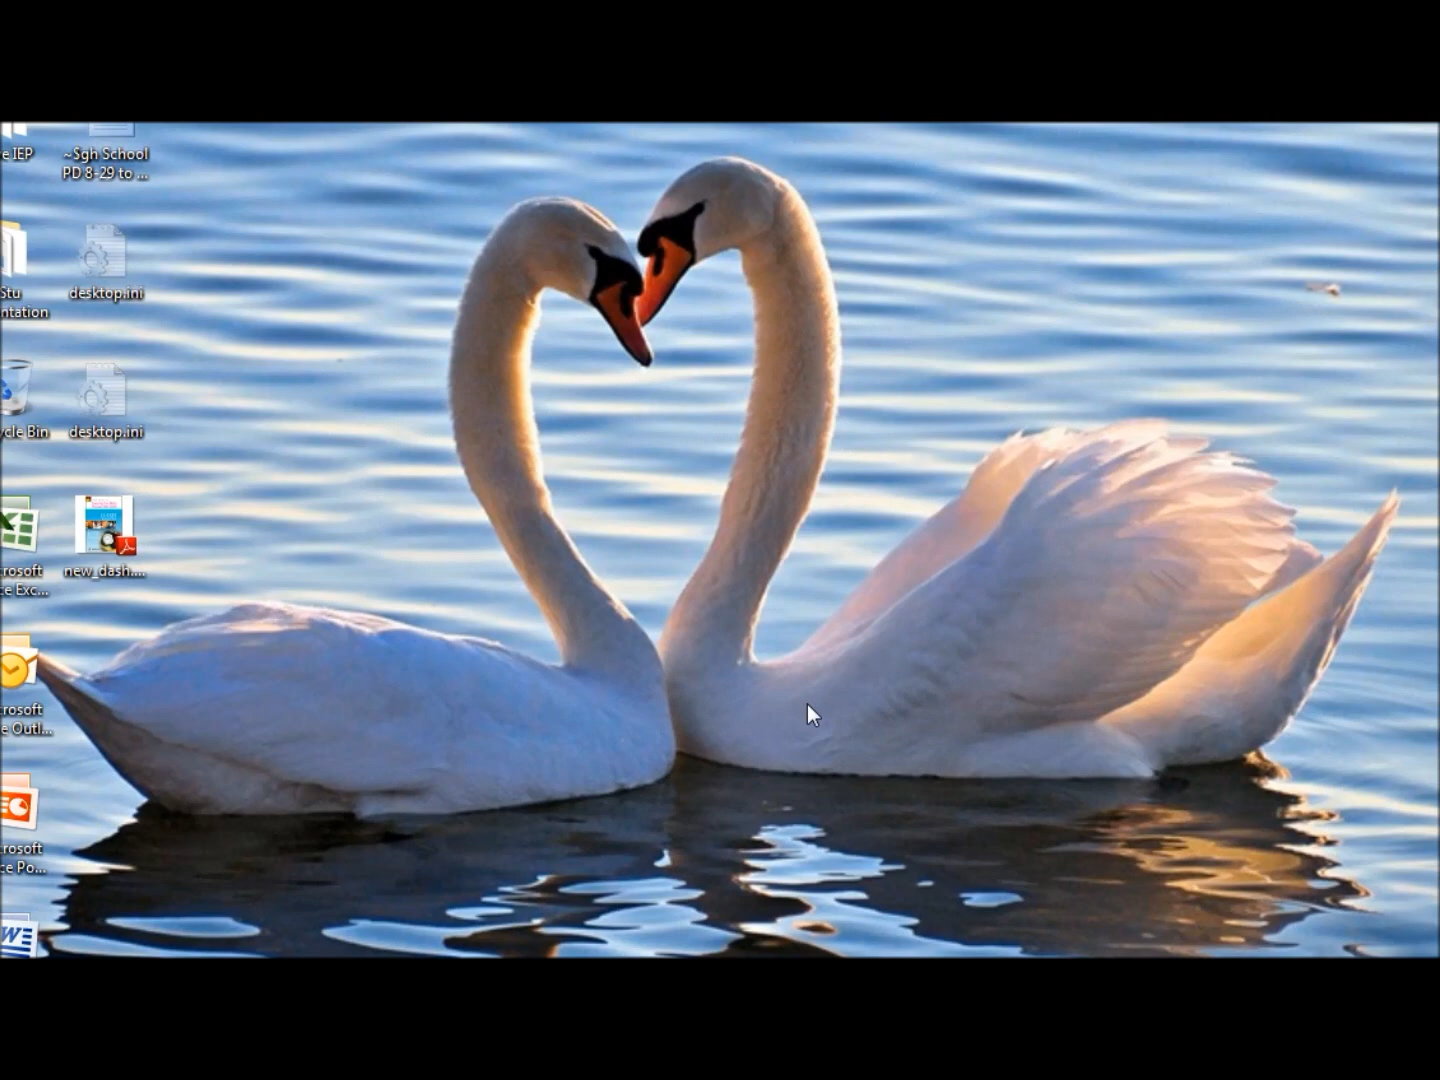 e IEP
~$gh School
PD 8-29 to ...
Stu
ntation
desktop.ini
ycle Bin
desktop.ini
rosoft
ce Exc...
new_dash....
rosoft
e Outl...
rosoft
ce Po...